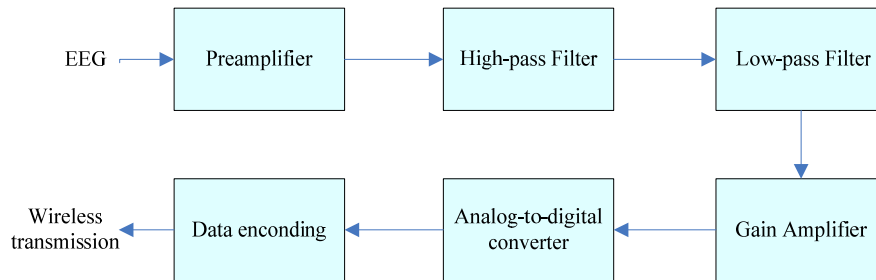 EEG
Preamplifier
High-pass Filter
Low-pass Filter
Gain Amplifier
Analog-to-digital
converter
Data enconding
Wireless
transmission